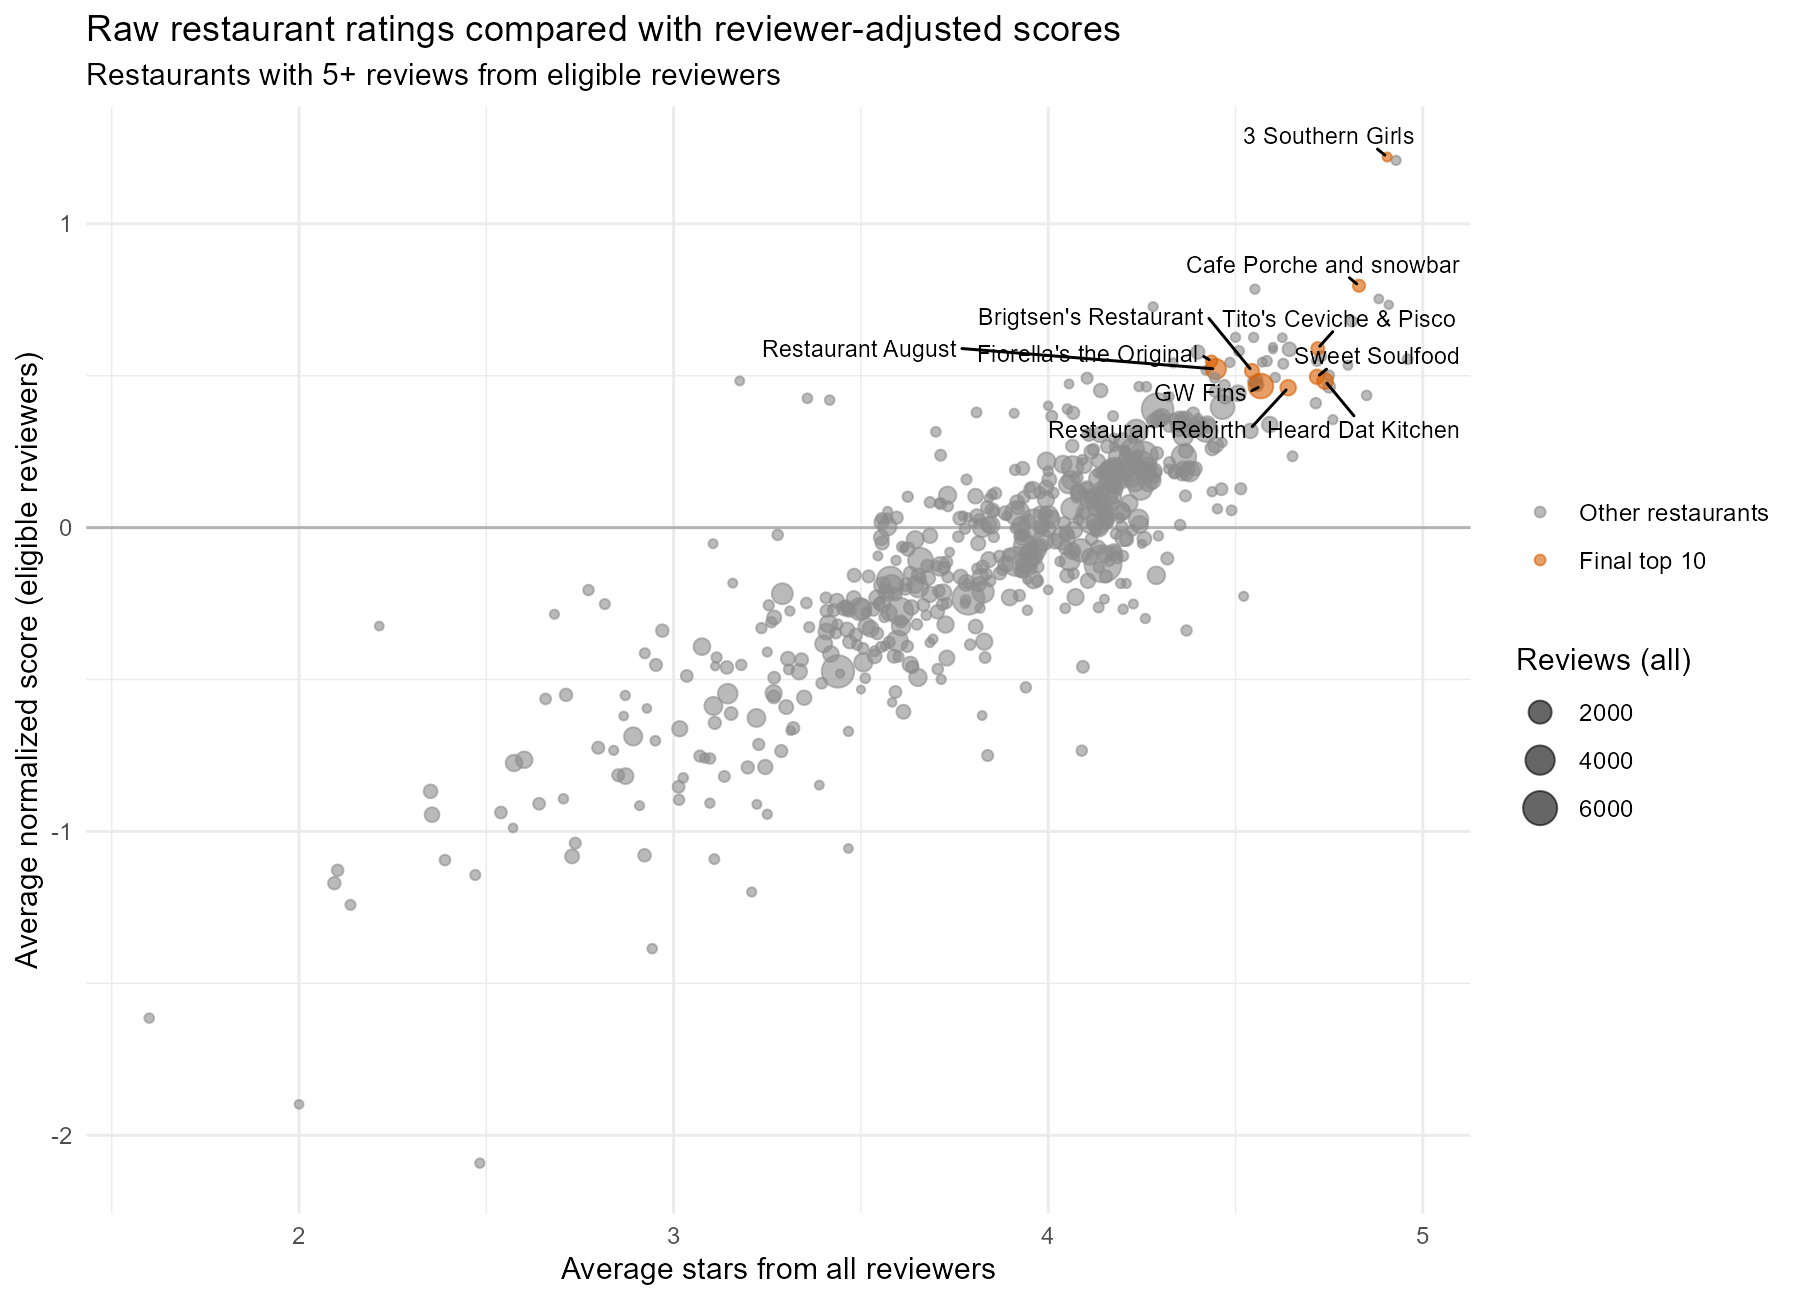 Raw restaurant ratings compared with reviewer-adjusted scores
Restaurants with 5+ reviews from eligible reviewers
3 Southern Girls
Cafe Porche and snowbar
Brigtsen's Restaurant
Tito's Ceviche & Pisco
Restaurant August
Fiorella's the Original
Sweet Soulfood
GW Fins
Restaurant Rebirth
Heard Dat Kitchen
1
0
-1
-2
Average normalized score (eligible reviewers)
2
3
4
5
Average stars from all reviewers
Other restaurants
Final top 10
Reviews (all)
2000
4000
6000